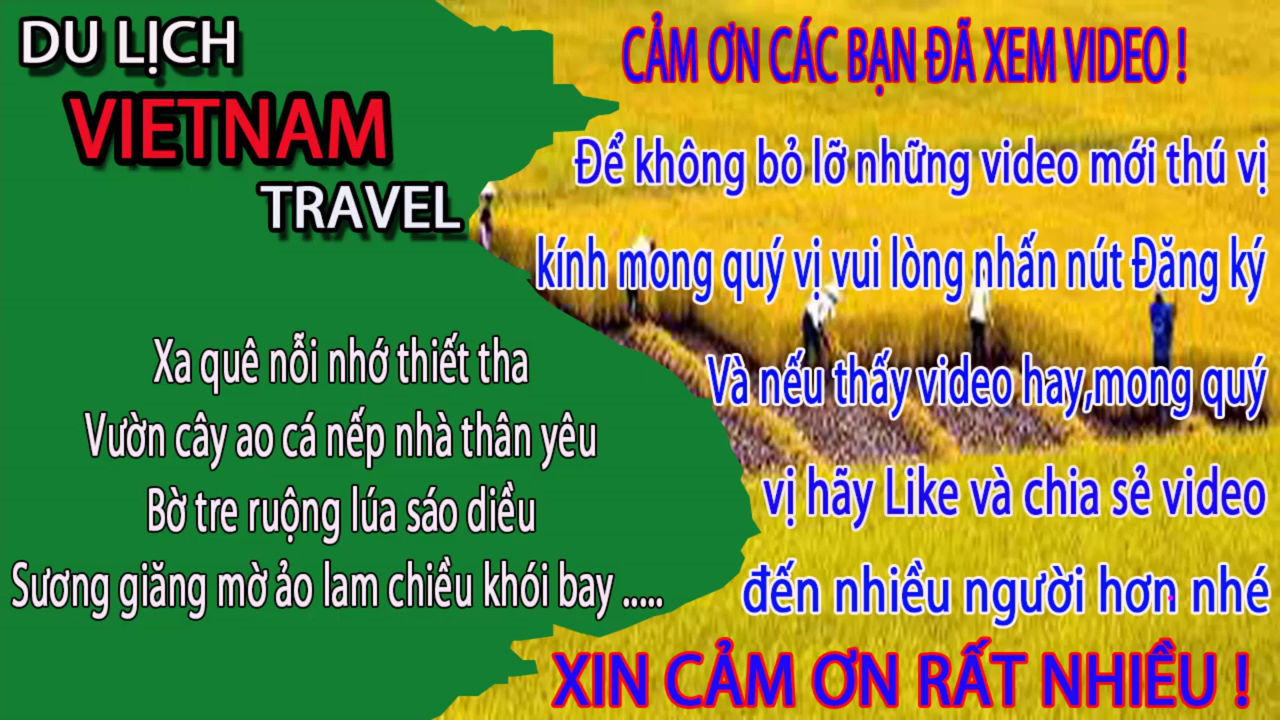 DU LỊCH
VIETNAM
TRAVEL
Xa quê nỗi nhớ thiết tha
Vườn cây ao cá nếp nhà thân yêu
Bờ tre ruộng lúa sáo diều
Sương giăng mờ ảo lam chiều khói bay .....
CẢM ƠN CÁC BẠN ĐÃ XEM VIDEO !
Để không bỏ lỡ những video mới thú vị
kính mong quý vị vui lòng nhấn nút Đăng ký
Và nếu thấy video hay,mong quý
vị hãy Like và chia sẻ video
đến nhiều người hơn nhé
XIN CẢM ƠN RẤT NHIỀU !